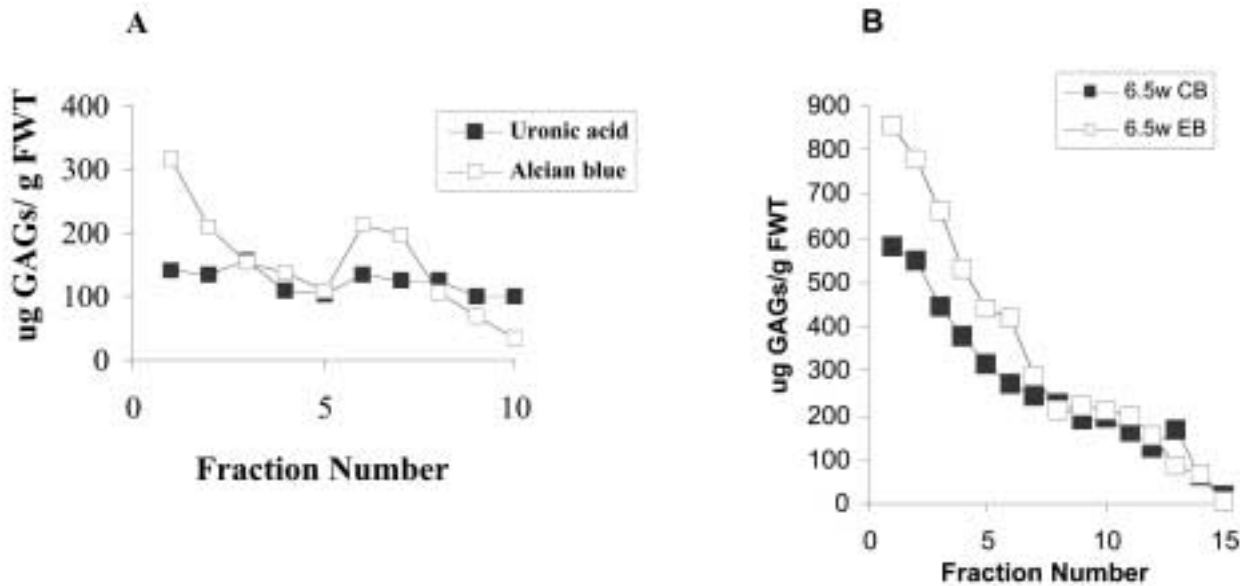 A
ug GAGs/ g FWT
400
300
200
100
0
0 5 10
Fraction Number
Uronic acid
Alcian blue
B
ug GAGs/g FWT
900
800
700
600
500
400
300
200
100
0
0 5 10 15
Fraction Number
6.5w CB
6.5w EB